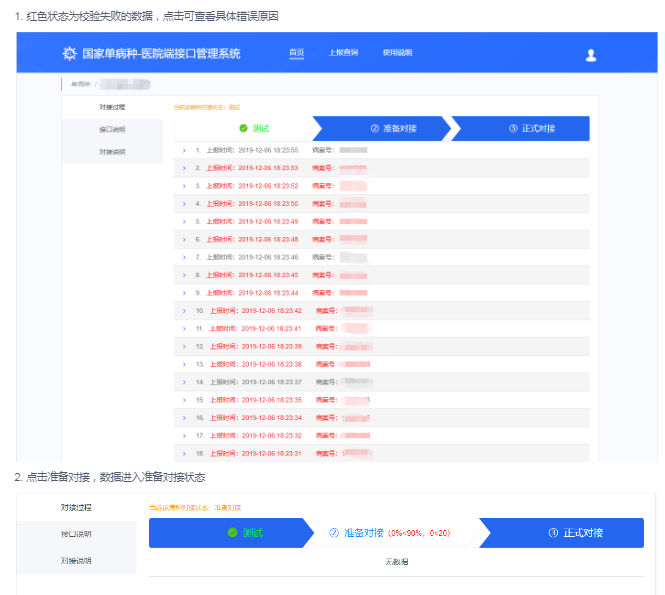 1. 红色状态为校验失败的数据，点击可查看具体错误原因
国家单病种-医院端接口管理系统 首页 上报查询 使用说明
单病种 /
对接过程
接口说明
对接说明
当前该病种对接状态：测试
测试 ② 准备对接 ③ 正式对接
1. 上报时间：2019-12-06 18:23:55 病案号：
2. 上报时间：2019-12-06 18:23:53 病案号：
3. 上报时间：2019-12-06 18:23:52 病案号：
4. 上报时间：2019-12-06 18:23:50 病案号：
5. 上报时间：2019-12-06 18:23:49 病案号：
6. 上报时间：2019-12-06 18:23:48 病案号：
7. 上报时间：2019-12-06 18:23:46 病案号：
8. 上报时间：2019-12-06 18:23:45 病案号：
9. 上报时间：2019-12-06 18:23:44 病案号：
10. 上报时间：2019-12-06 18:23:42 病案号：
11. 上报时间：2019-12-06 18:23:41 病案号：
12. 上报时间：2019-12-06 18:23:39 病案号：
13. 上报时间：2019-12-06 18:23:38 病案号：
14. 上报时间：2019-12-06 18:23:37 病案号：
15. 上报时间：2019-12-06 18:23:35 病案号：
16. 上报时间：2019-12-06 18:23:34 病案号：
17. 上报时间：2019-12-06 18:23:32 病案号：
18. 上报时间：2019-12-06 18:23:31 病案号：
2. 点击准备对接，数据进入准备对接状态
对接过程
接口说明
对接说明
当前该病种对接状态：准备对接
测试 ② 准备对接 (0%<90%，0<20) ③ 正式对接
无数据